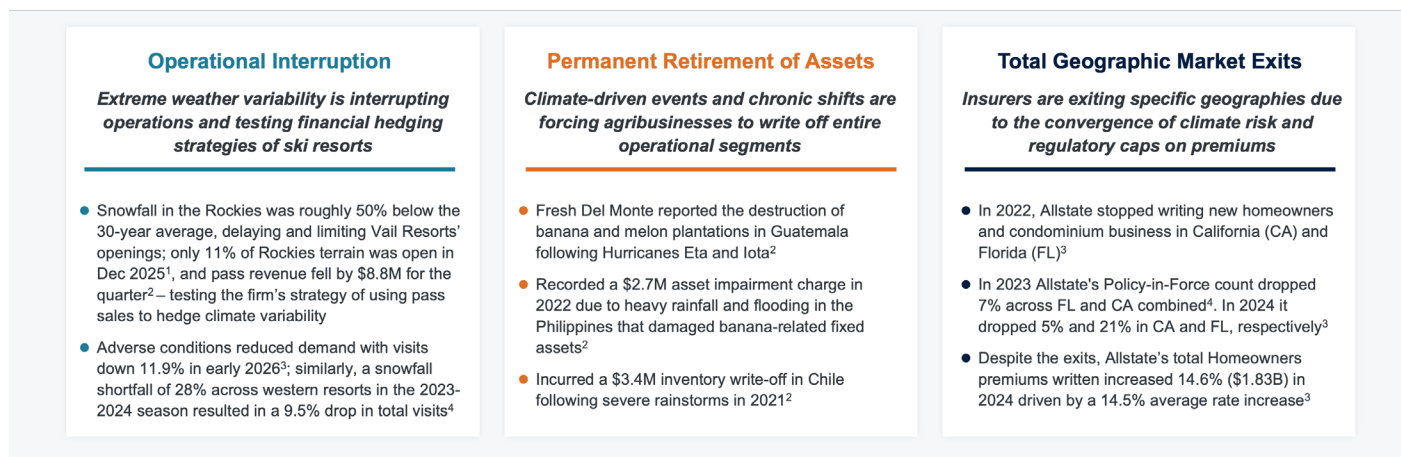 Operational Interruption
Extreme weather variability is interrupting
operations and testing financial hedging
strategies of ski resorts
• Snowfall in the Rockies was roughly 50% below the
30-year average, delaying and limiting Vail Resorts’
openings; only 11% of Rockies terrain was open in
Dec 2025¹, and pass revenue fell by $8.8M for the
quarter² – testing the firm’s strategy of using pass
sales to hedge climate variability
• Adverse conditions reduced demand with visits
down 11.9% in early 2026³; similarly, a snowfall
shortfall of 28% across western resorts in the 2023-
2024 season resulted in a 9.5% drop in total visits⁴
Permanent Retirement of Assets
Climate-driven events and chronic shifts are
forcing agribusinesses to write off entire
operational segments
• Fresh Del Monte reported the destruction of
banana and melon plantations in Guatemala
following Hurricanes Eta and Iota²
• Recorded a $2.7M asset impairment charge in
2022 due to heavy rainfall and flooding in the
Philippines that damaged banana-related fixed
assets²
• Incurred a $3.4M inventory write-off in Chile
following severe rainstorms in 2021²
Total Geographic Market Exits
Insurers are exiting specific geographies due
to the convergence of climate risk and
regulatory caps on premiums
• In 2022, Allstate stopped writing new homeowners
and condominium business in California (CA) and
Florida (FL)³
• In 2023 Allstate's Policy-in-Force count dropped
7% across FL and CA combined⁴. In 2024 it
dropped 5% and 21% in CA and FL, respectively³
• Despite the exits, Allstate’s total Homeowners
premiums written increased 14.6% ($1.83B) in
2024 driven by a 14.5% average rate increase³